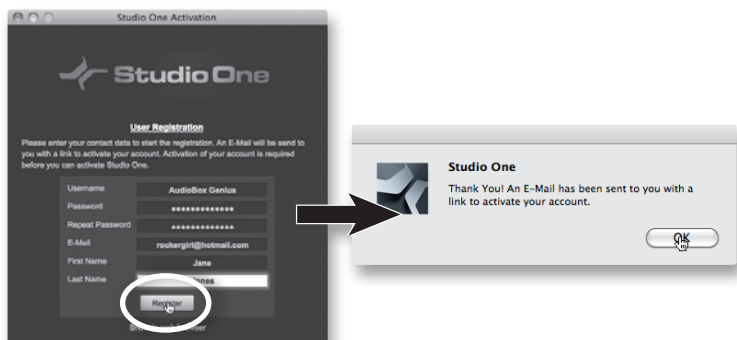 Studio One Activation
Studio One
User Registration
Please enter your contact data to start the registration. An E-Mail will be send to
you with a link to activate your account. Activation of your account is required
before you can activate Studio One.
Username AudioBox Genius
Password •••••••••••••
Repeat Password •••••••••••••
E-Mail rockergirl@hotmail.com
First Name Jane
Last Name Jones
Register
Studio One
Thank You! An E-Mail has been sent to you with a
link to activate your account.
OK